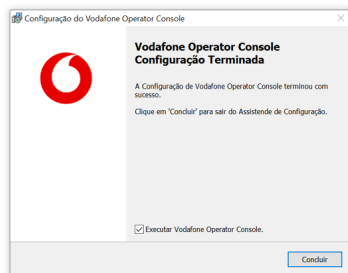 Configuração do Vodafone Operator Console
Vodafone Operator Console
Configuração Terminada
A Configuração de Vodafone Operator Console terminou com
sucesso.
Clique em 'Concluir' para sair do Assistende de Configuração.
Executar Vodafone Operator Console.
Concluir